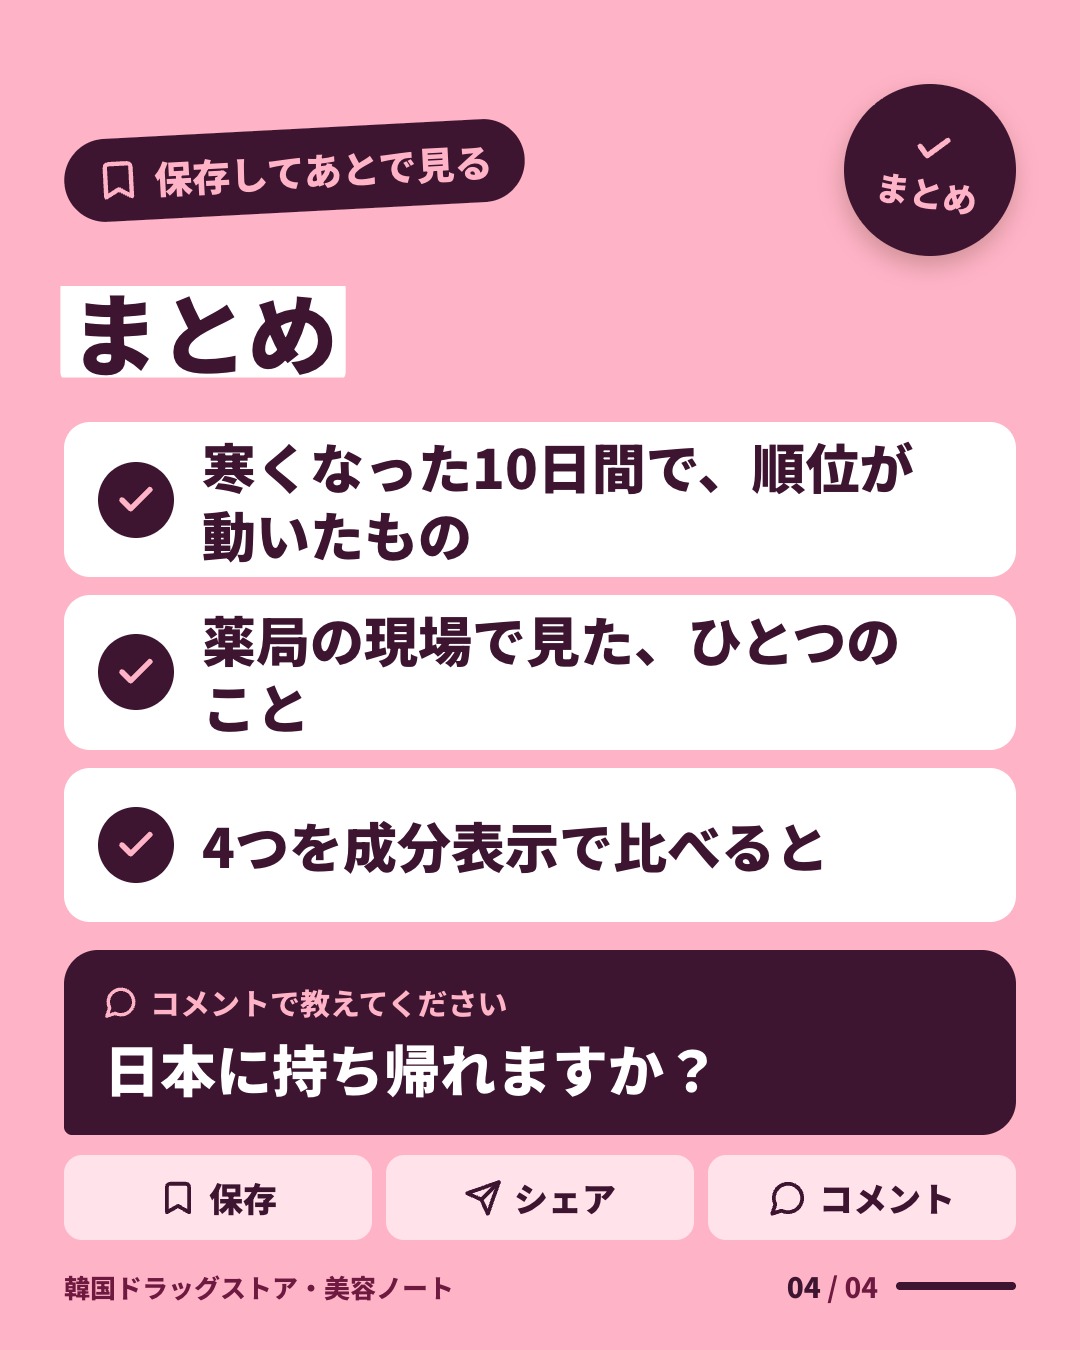 保存してあとで見る
まとめ
まとめ
寒くなった10日間で、順位が
動いたもの
薬局の現場で見た、ひとつの
こと
4つを成分表示で比べると
コメントで教えてください
日本に持ち帰れますか？
保存
シェア
コメント
韓国ドラッグストア・美容ノート
04 / 04